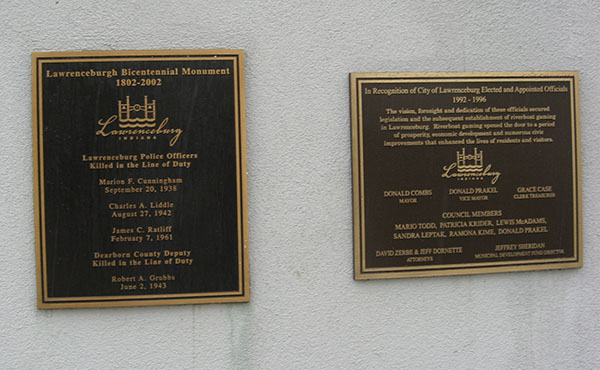 Lawrenceburgh Bicentennial Monument
1802-2002
Lawrenceburg
INDIANA
Lawrenceburg Police Officers
Killed in the Line of Duty
Marion F. Cunningham
September 20, 1938
Charles A. Liddle
August 27, 1942
James C. Ratliff
February 7, 1961
Dearborn County Deputy
Killed in the Line of Duty
Robert A. Grubbs
June 2, 1943
In Recognition of City of Lawrenceburg Elected and Appointed Officials
1992 - 1996
The vision, foresight and dedication of these officials secured
legislation and the subsequent establishment of riverboat gaming
in Lawrenceburg. Riverboat gaming opened the door to a period
of prosperity, economic development and numerous civic
improvements that enhanced the lives of residents and visitors.
Lawrenceburg
INDIANA
DONALD COMBS
MAYOR
DONALD PRAKEL
VICE MAYOR
GRACE CASE
CLERK TREASURER
COUNCIL MEMBERS
MARIO TODD, PATRICIA KRIDER, LEWIS McADAMS,
SANDRA LEPTAK, RAMONA KIME, DONALD PRAKEL
DAVID ZERBE & JEFF DORNETTE
ATTORNEYS
JEFFREY SHERIDAN
MUNICIPAL DEVELOPMENT FUND DIRECTOR